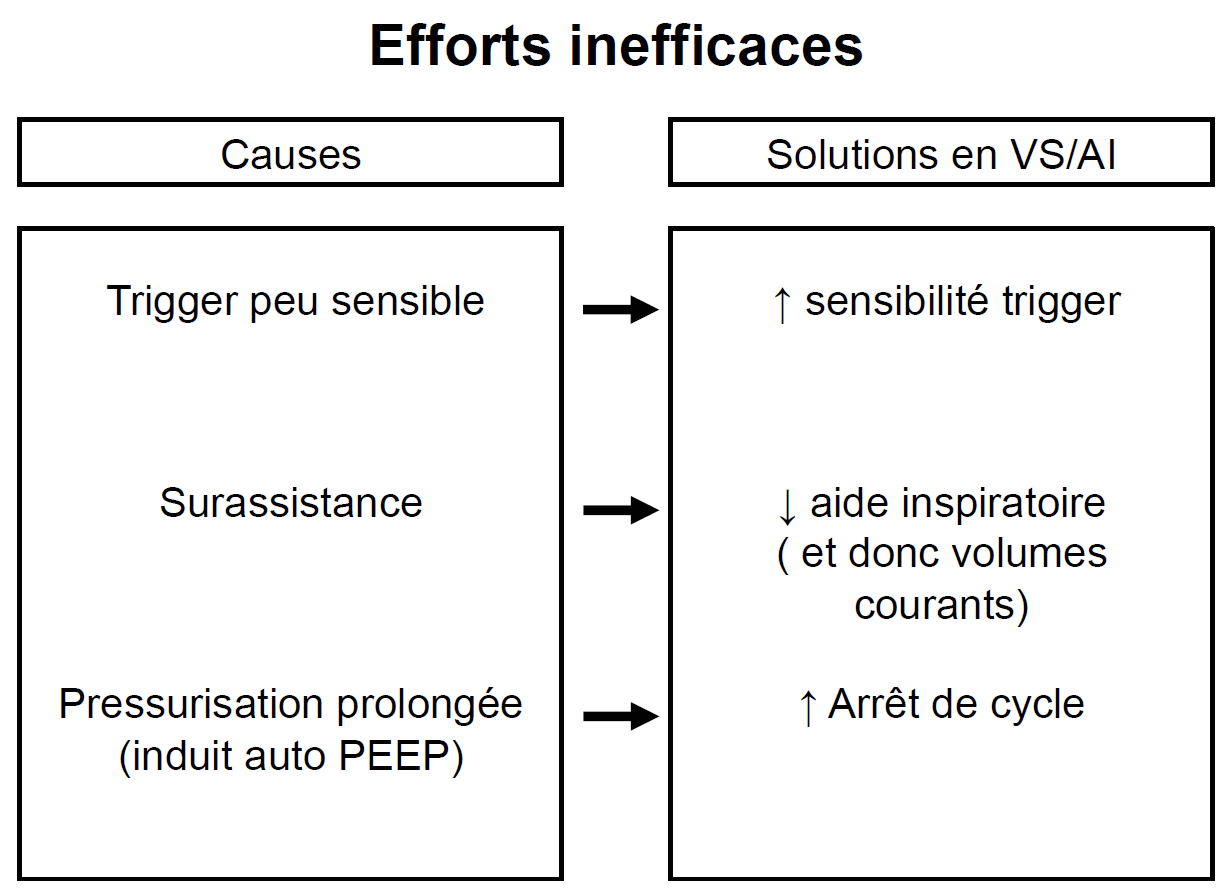 Efforts inefficaces
Causes
Solutions en VS/AI
Trigger peu sensible
↑ sensibilité trigger
Surassistance
↓ aide inspiratoire
( et donc volumes
courants)
Pressurisation prolongée
(induit auto PEEP)
↑ Arrêt de cycle